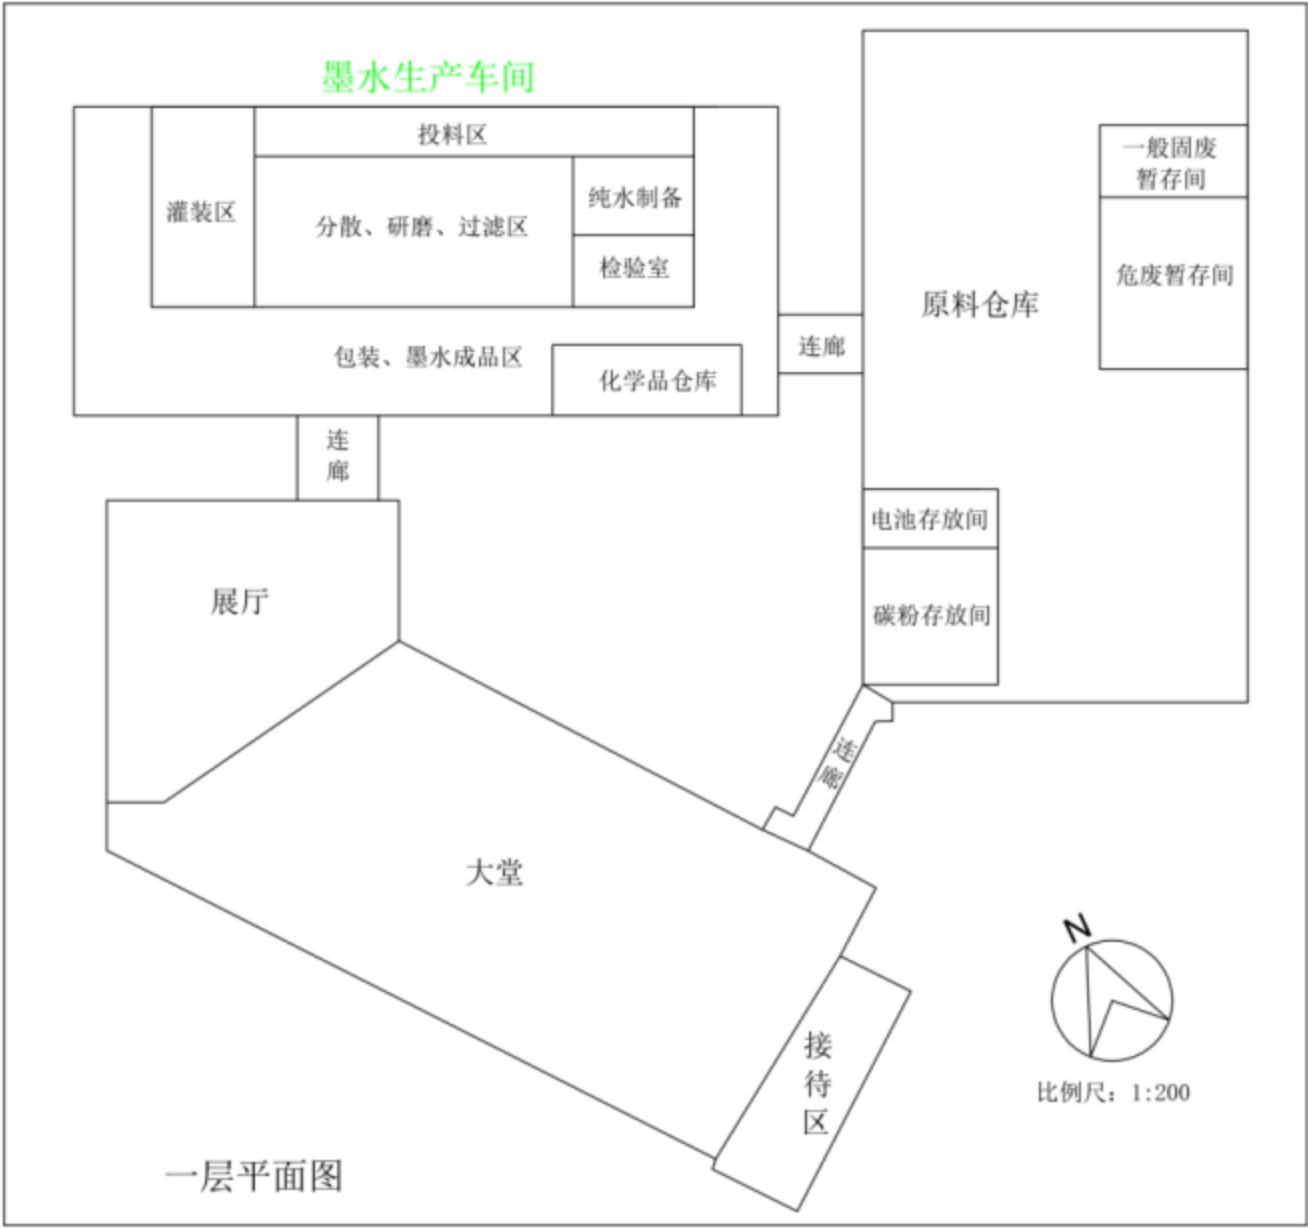 墨水生产车间
投料区
灌装区
分散、研磨、过滤区
纯水制备
检验室
包装、墨水成品区
化学品仓库
连廊
原料仓库
一般固废
暂存间
危废暂存间
连
廊
电池存放间
碳粉存放间
展厅
连
廊
大堂
接
待
区
N
比例尺：1:200
一层平面图